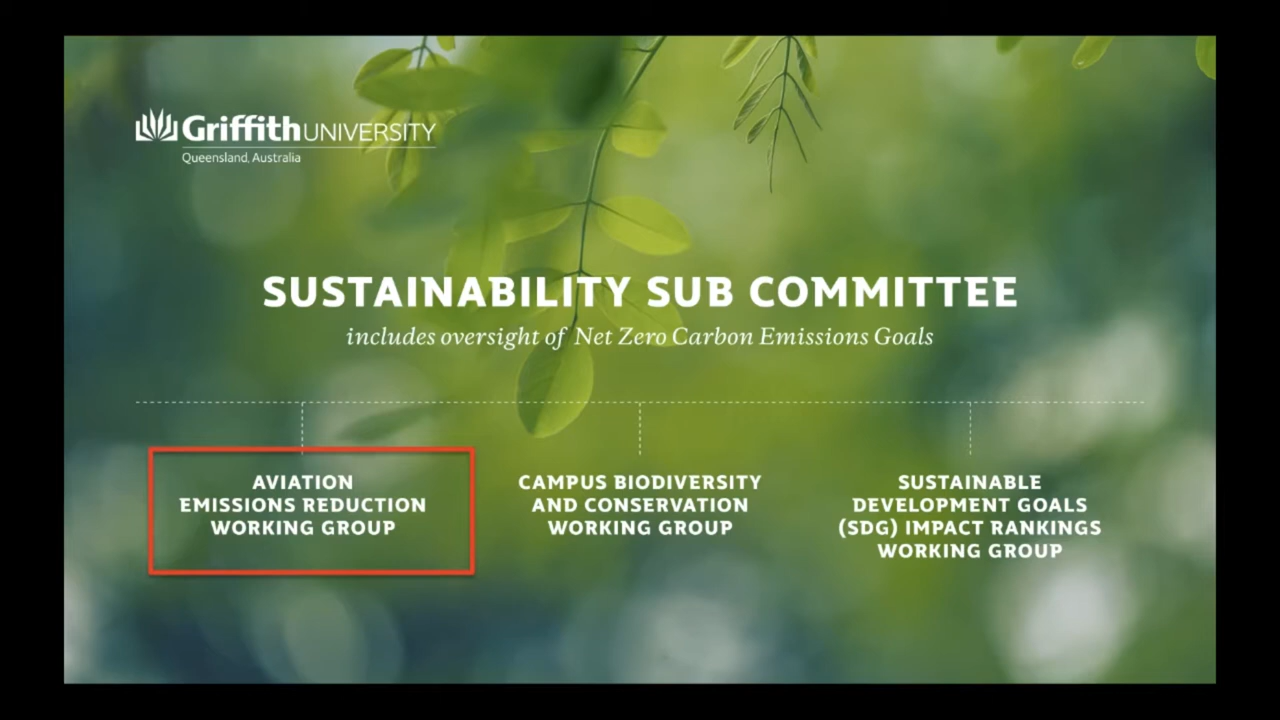 Griffith UNIVERSITY
Queensland, Australia
SUSTAINABILITY SUB COMMITTEE
includes oversight of Net Zero Carbon Emissions Goals
AVIATION
EMISSIONS REDUCTION
WORKING GROUP
CAMPUS BIODIVERSITY
AND CONSERVATION
WORKING GROUP
SUSTAINABLE
DEVELOPMENT GOALS
(SDG) IMPACT RANKINGS
WORKING GROUP